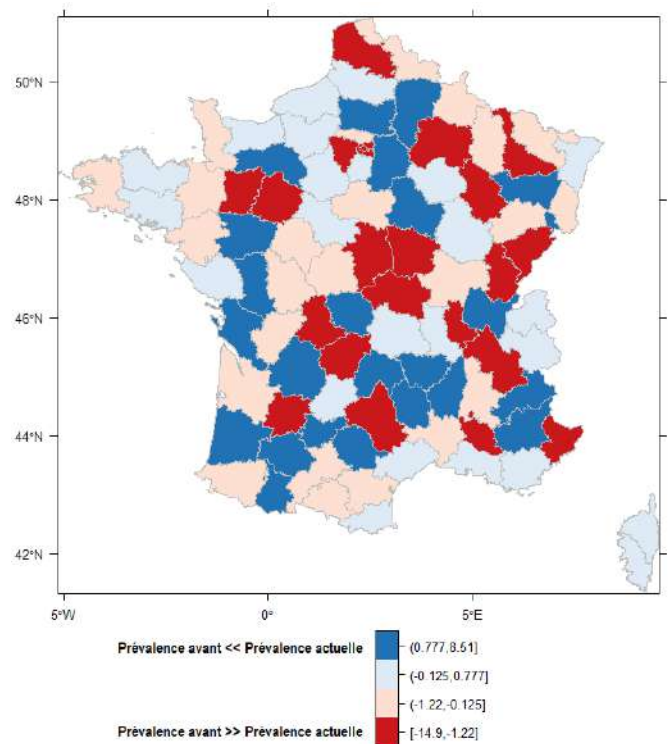 50°N
48°N
46°N
44°N
42°N
5°W 0° 5°E
Prévalence avant << Prévalence actuelle (0.777,8.51]
(-0.125,0.777]
(-1.22,-0.125]
Prévalence avant >> Prévalence actuelle [-14.9,-1.22]